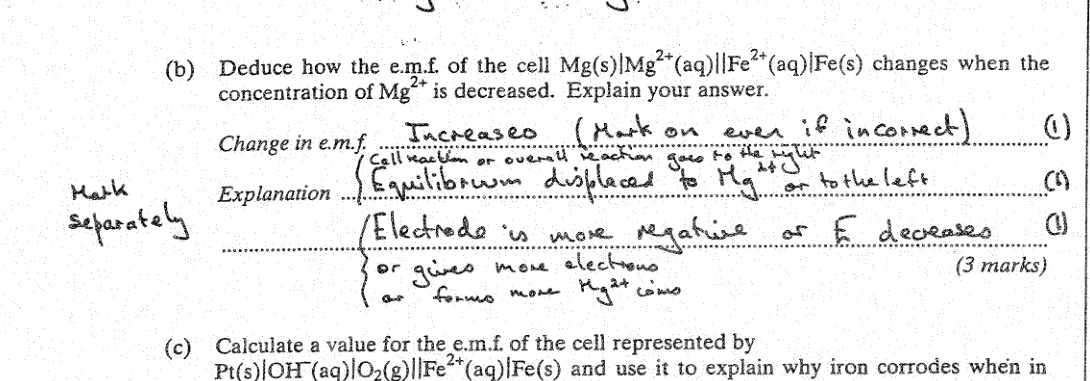 (b) Deduce how the e.m.f. of the cell Mg(s)|Mg²⁺(aq)||Fe²⁺(aq)|Fe(s) changes when the
concentration of Mg²⁺ is decreased. Explain your answer.
Change in e.m.f. Increases (Mark on even if incorrect) (1)
Cell reaction or overall reaction goes to the right
Mark Explanation Equilibrium displaced to Mg²⁺ or to the left (1)
separately
Electrode is more negative or E decreases (1)
or gives more electrons (3 marks)
or forms more Mg²⁺ ions
(c) Calculate a value for the e.m.f. of the cell represented by
Pt(s)|OH⁻(aq)|O₂(g)||Fe²⁺(aq)|Fe(s) and use it to explain why iron corrodes when in